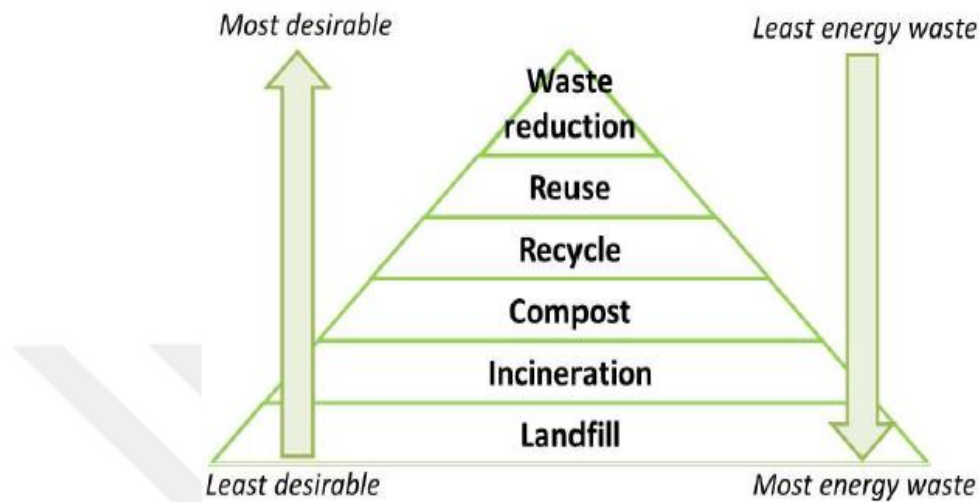 Most desirable
Least energy waste
Waste
reduction
Reuse
Recycle
Compost
Incineration
Landfill
Least desirable
Most energy waste